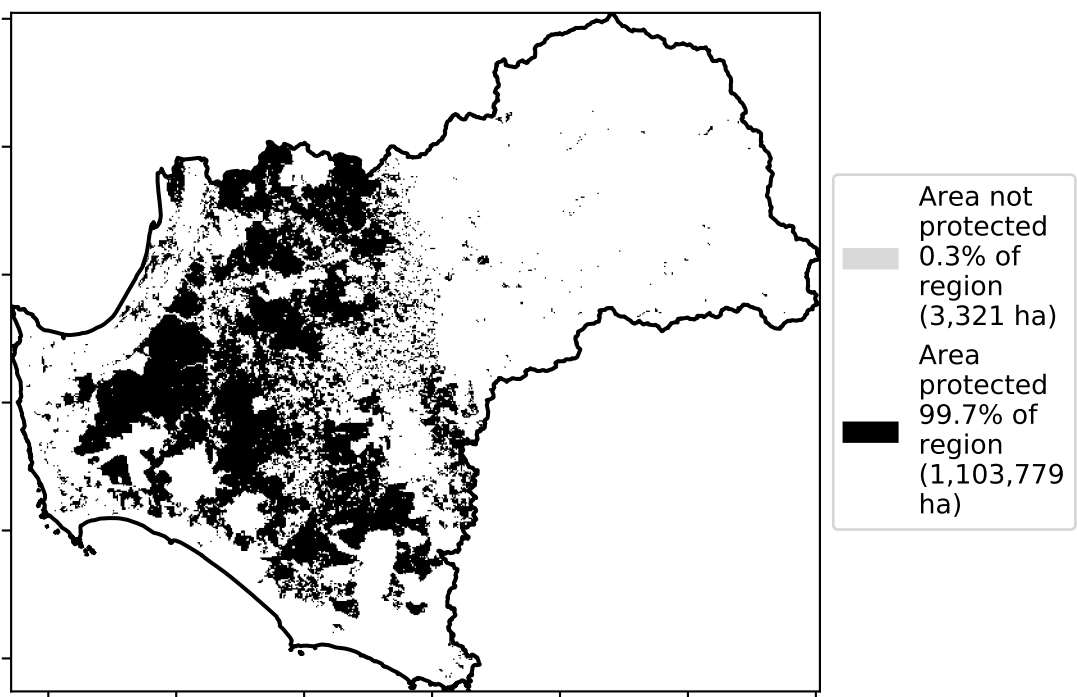 Area not
protected
0.3% of
region
(3,321 ha)
Area
protected
99.7% of
region
(1,103,779
ha)